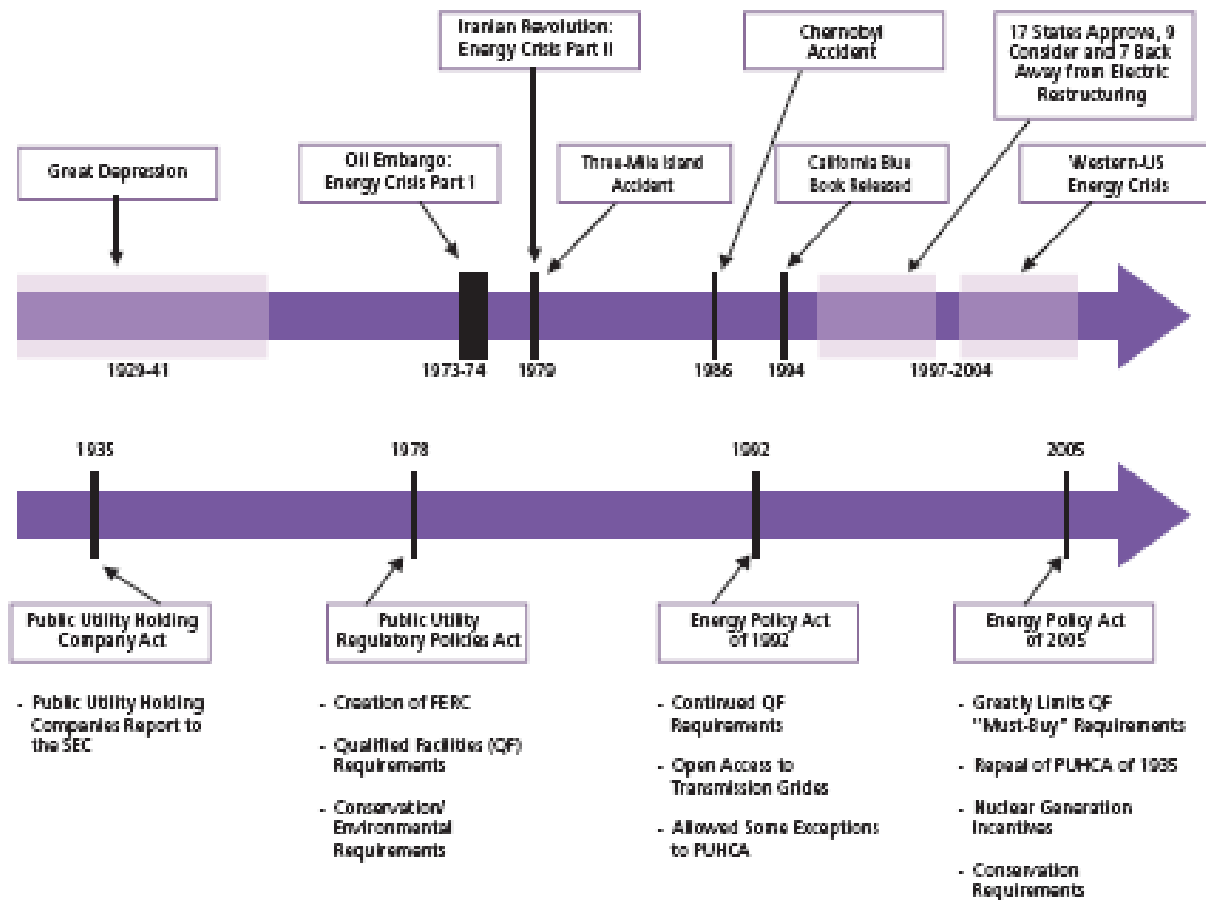 Iranian Revolution:
Energy Crisis Part II
Chernobyl
Accident
17 States Approve, 9
Consider and 7 Back
Away from Electric
Restructuring
Great Depression
Oil Embargo:
Energy Crisis Part I
Three-Mile Island
Accident
California Blue
Book Released
Western-US
Energy Crisis
1929-41
1973-74
1979
1986
1994
1997-2004
1935
1978
1992
2005
Public Utility Holding
Company Act
Public Utility
Regulatory Policies Act
Energy Policy Act
of 1992
Energy Policy Act
of 2005
- Public Utility Holding
Companies Report to
the SEC
- Creation of FERC
- Qualified Facilities (QF)
Requirements
- Conservation/
Environmental
Requirements
- Continued QF
Requirements
- Open Access to
Transmission Grides
- Allowed Some Exceptions
to PUHCA
- Greatly Limits QF
"Must-Buy" Requirements
- Repeal of PUHCA of 1935
- Nuclear Generation
Incentives
- Conservation
Requirements